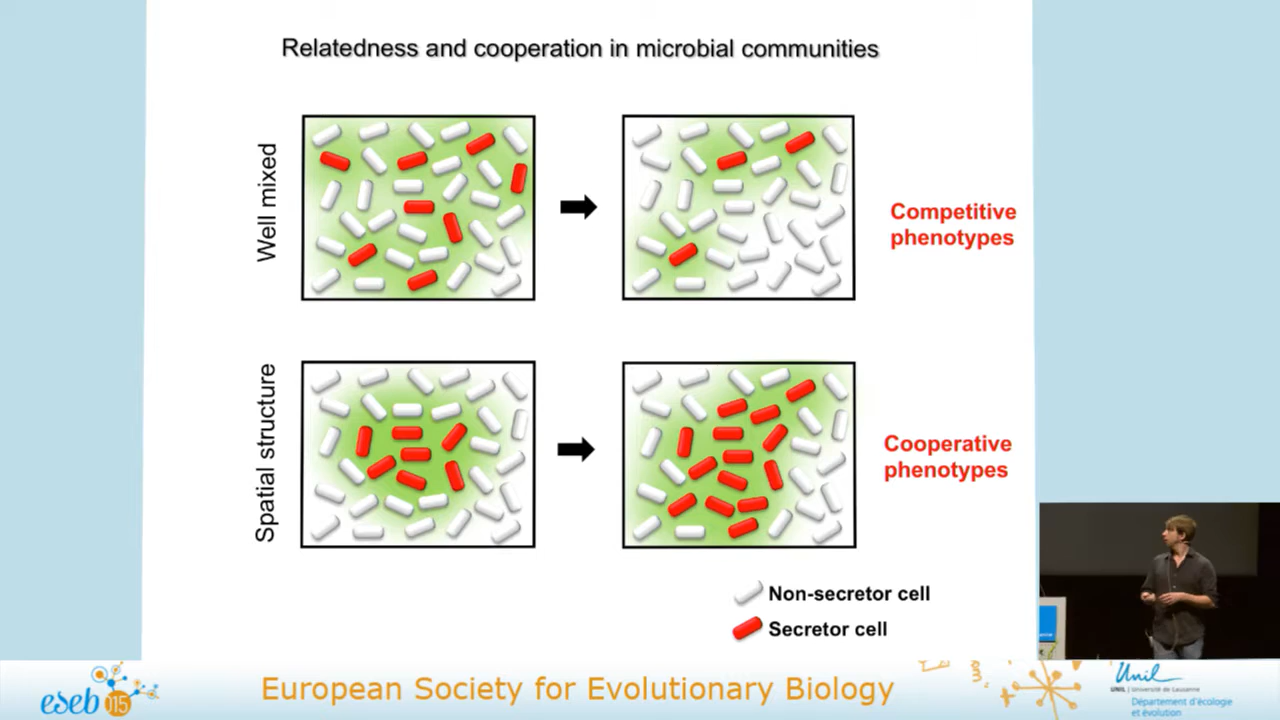 Relatedness and cooperation in microbial communities
Well mixed
Competitive
phenotypes
Spatial structure
Cooperative
phenotypes
Non-secretor cell
Secretor cell
eseb 15
European Society for Evolutionary Biology
Unil
UNIL | Université de Lausanne
Département d'écologie
et évolution